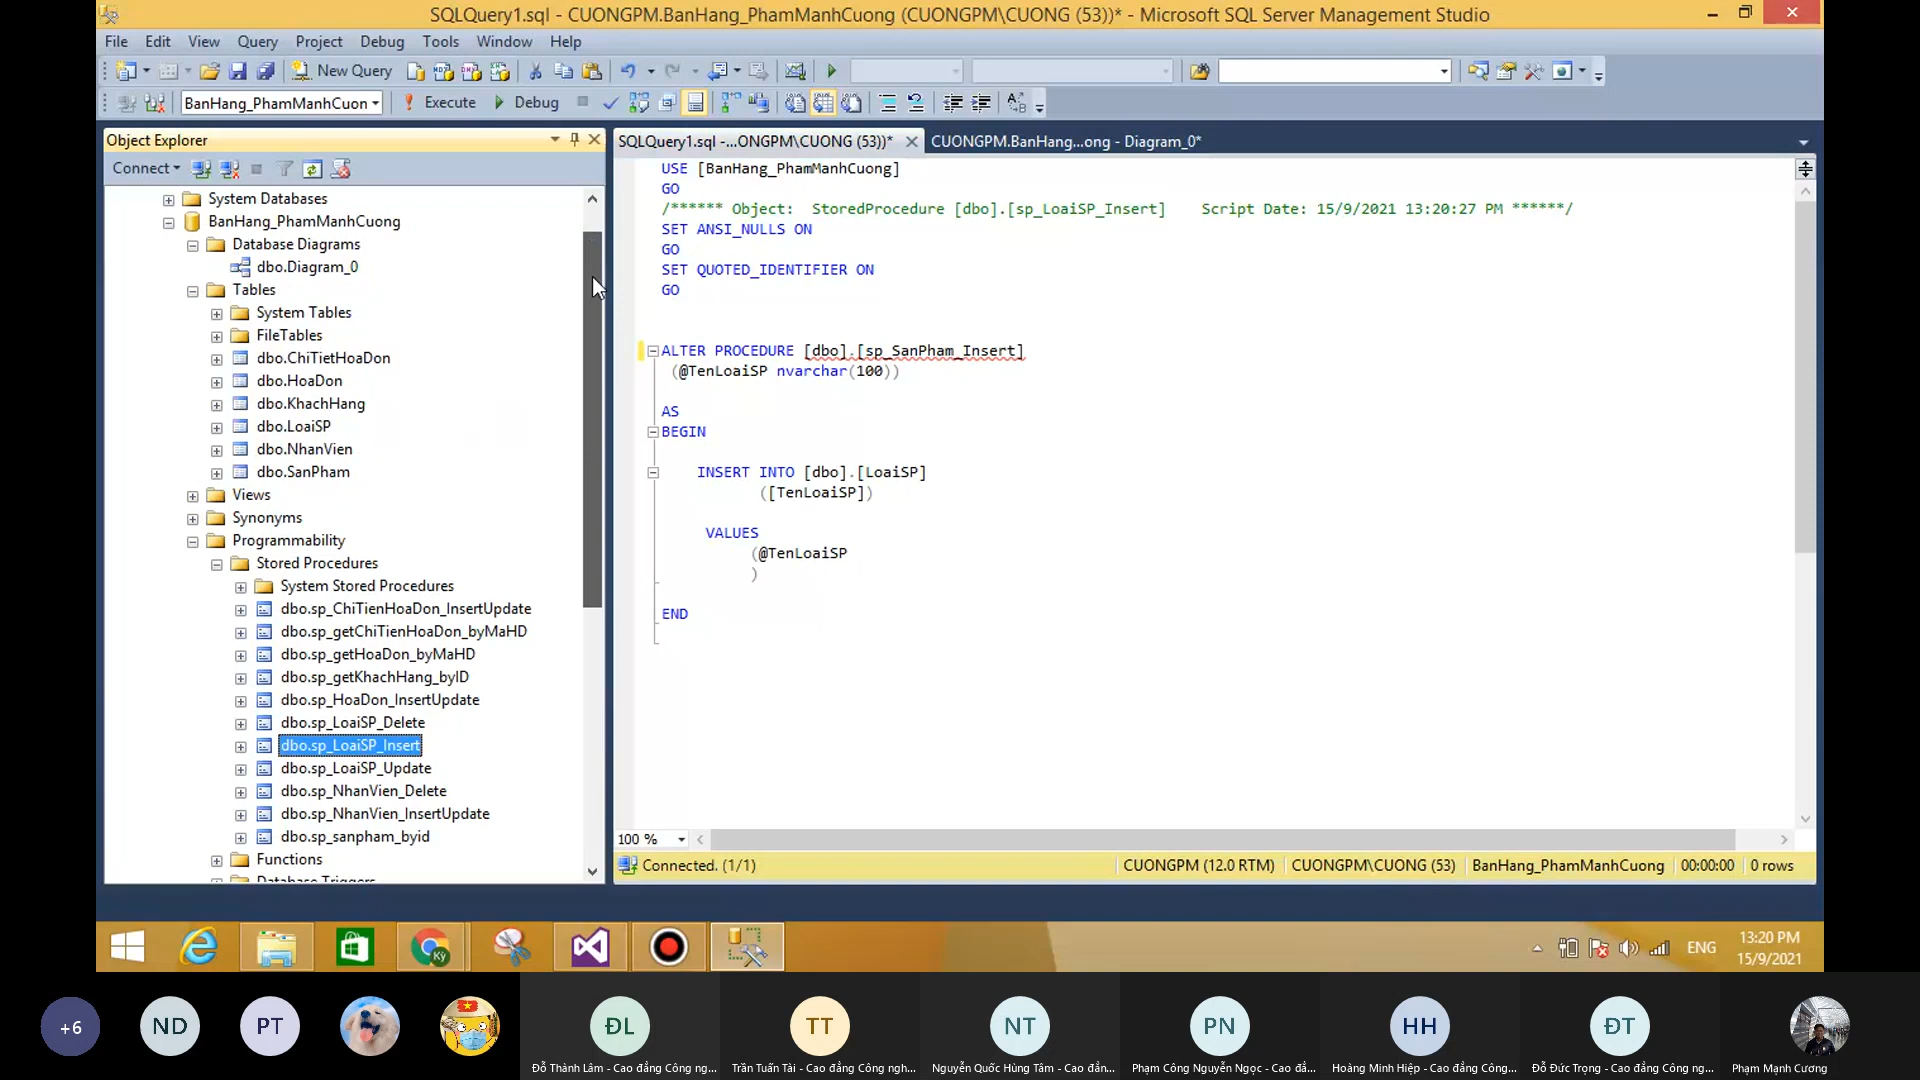 SQLQuery1.sql - CUONGPM.BanHang_PhamManhCuong (CUONGPM\CUONG (53))* - Microsoft SQL Server Management Studio
File Edit View Query Project Debug Tools Window Help
New Query
BanHang_PhamManhCuon Execute Debug
Object Explorer
Connect
System Databases
BanHang_PhamManhCuong
Database Diagrams
dbo.Diagram_0
Tables
System Tables
FileTables
dbo.ChiTietHoaDon
dbo.HoaDon
dbo.KhachHang
dbo.LoaiSP
dbo.NhanVien
dbo.SanPham
Views
Synonyms
Programmability
Stored Procedures
System Stored Procedures
dbo.sp_ChiTienHoaDon_InsertUpdate
dbo.sp_getChiTienHoaDon_byMaHD
dbo.sp_getHoaDon_byMaHD
dbo.sp_getKhachHang_byID
dbo.sp_HoaDon_InsertUpdate
dbo.sp_LoaiSP_Delete
dbo.sp_LoaiSP_Insert
dbo.sp_LoaiSP_Update
dbo.sp_NhanVien_Delete
dbo.sp_NhanVien_InsertUpdate
dbo.sp_sanpham_byid
Functions
Database Triggers
SQLQuery1.sql -...ONGPM\CUONG (53))* CUONGPM.BanHang...ong - Diagram_0*
USE [BanHang_PhamManhCuong]
GO
/****** Object:  StoredProcedure [dbo].[sp_LoaiSP_Insert]    Script Date: 15/9/2021 13:20:27 PM ******/
SET ANSI_NULLS ON
GO
SET QUOTED_IDENTIFIER ON
GO
ALTER PROCEDURE [dbo].[sp_SanPham_Insert]
(@TenLoaiSP nvarchar(100))
AS
BEGIN
INSERT INTO [dbo].[LoaiSP]
([TenLoaiSP])
VALUES
(@TenLoaiSP
)
END
100 %
Connected. (1/1) CUONGPM (12.0 RTM) CUONGPM\CUONG (53) BanHang_PhamManhCuong 00:00:00 0 rows
Kỳ
ENG 13:20 PM
15/9/2021
+6 ND PT ĐL TT NT PN HH ĐT
Đỗ Thành Lâm - Cao đẳng Công ng...
Trần Tuấn Tài - Cao đẳng Công ngh...
Nguyễn Quốc Hùng Tâm - Cao đẳn...
Phạm Công Nguyễn Ngọc - Cao đẳ...
Hoàng Minh Hiệp - Cao đẳng Công...
Đỗ Đức Trọng - Cao đẳng Công ng...
Phạm Mạnh Cương